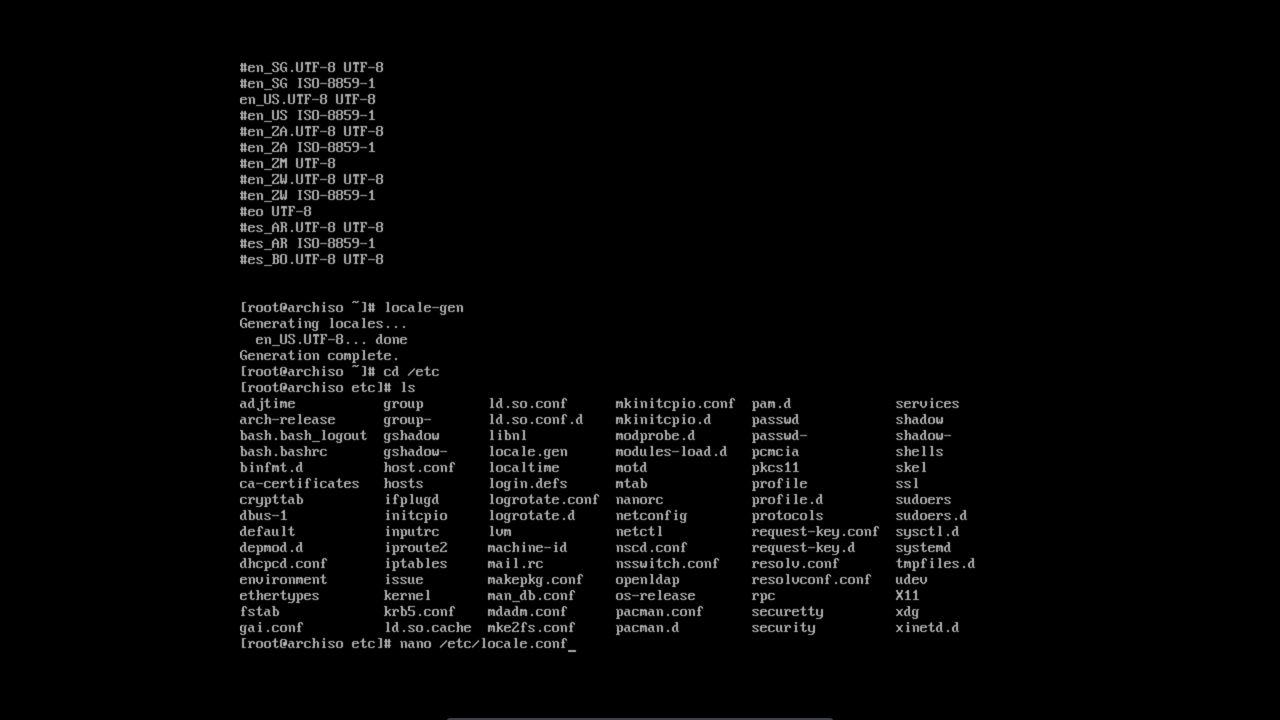 #en_SG.UTF-8 UTF-8
#en_SG ISO-8859-1
en_US.UTF-8 UTF-8
#en_US ISO-8859-1
#en_ZA.UTF-8 UTF-8
#en_ZA ISO-8859-1
#en_ZM UTF-8
#en_ZW.UTF-8 UTF-8
#en_ZW ISO-8859-1
#eo UTF-8
#es_AR.UTF-8 UTF-8
#es_AR ISO-8859-1
#es_BO.UTF-8 UTF-8
[root@archiso ~]# locale-gen
Generating locales...
en_US.UTF-8... done
Generation complete.
[root@archiso ~]# cd /etc
[root@archiso etc]# ls
adjtime group ld.so.conf mkinitcpio.conf pam.d services
arch-release group- ld.so.conf.d mkinitcpio.d passwd shadow
bash.bash_logout gshadow libnl modprobe.d passwd- shadow-
bash.bashrc gshadow- locale.gen modules-load.d pcmcia shells
binfmt.d host.conf localtime motd pkcs11 skel
ca-certificates hosts login.defs mtab profile ssl
crypttab ifplugd logrotate.conf nanorc profile.d sudoers
dbus-1 initcpio logrotate.d netconfig protocols sudoers.d
default inputrc lvm netctl request-key.conf sysctl.d
depmod.d iproute2 machine-id nscd.conf request-key.d systemd
dhcpcd.conf iptables mail.rc nsswitch.conf resolv.conf tmpfiles.d
environment issue makepkg.conf openldap resolvconf.conf udev
ethertypes kernel man_db.conf os-release rpc X11
fstab krb5.conf mdadm.conf pacman.conf securetty xdg
gai.conf ld.so.cache mke2fs.conf pacman.d security xinetd.d
[root@archiso etc]# nano /etc/locale.conf_